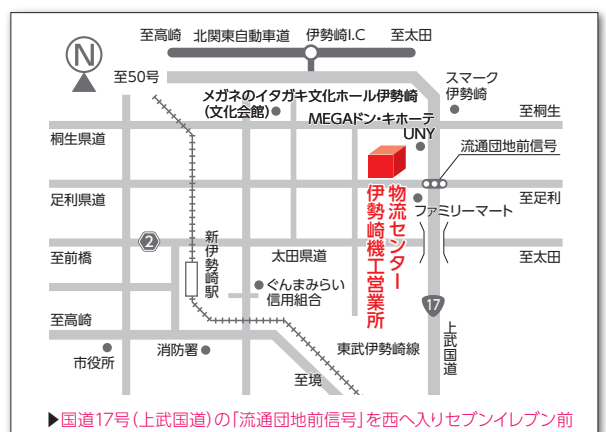 至高崎 北関東自動車道 伊勢崎I.C 至太田
N
至50号
スマーク
伊勢崎
メガネのイタガキ文化ホール伊勢崎
(文化会館)
至桐生
MEGAドン・キホーテ
UNY
桐生県道
流通団地前信号
足利県道
至足利
ファミリーマート
物流センター
伊勢崎機工営業所
2
新伊勢崎駅
至前橋
太田県道
至太田
ぐんまみらい
信用組合
17
至高崎
上武国道
市役所
消防署
東武伊勢崎線
至境
▶国道17号(上武国道)の「流通団地前信号」を西へ入りセブンイレブン前